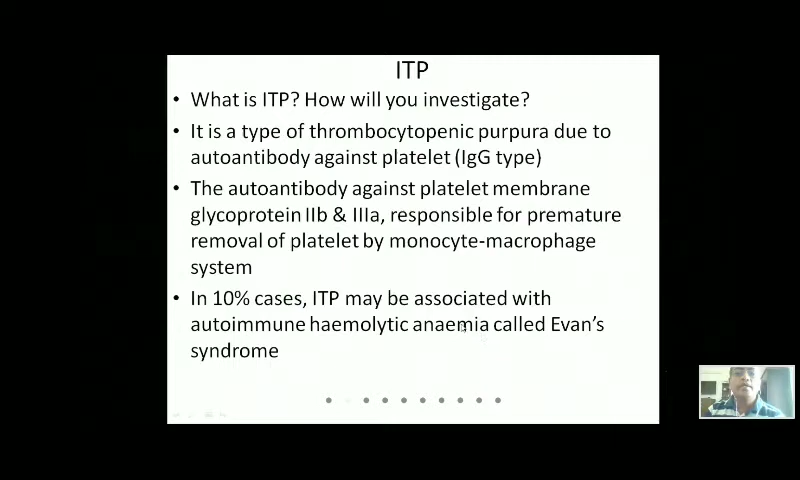 ITP
• What is ITP? How will you investigate?
• It is a type of thrombocytopenic purpura due to
autoantibody against platelet (IgG type)
• The autoantibody against platelet membrane
glycoprotein IIb & IIIa, responsible for premature
removal of platelet by monocyte-macrophage
system
• In 10% cases, ITP may be associated with
autoimmune haemolytic anaemia called Evan's
syndrome